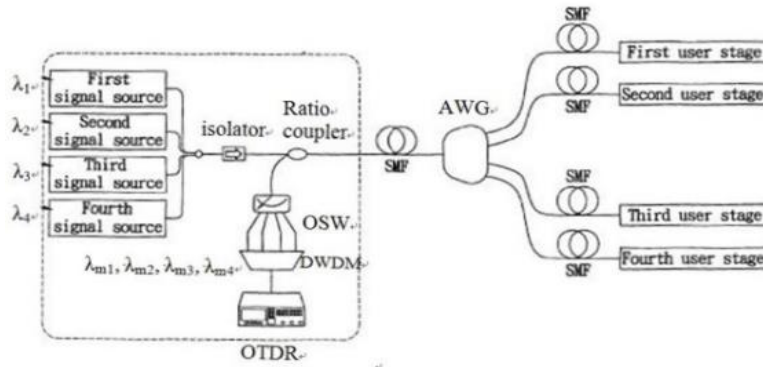 λ1
First
signal source
λ2
Second
signal source
λ3
Third
signal source
λ4
Fourth
signal source
isolator
Ratio
coupler
OSW
λm1, λm2, λm3, λm4
DWDM
OTDR
SMF
AWG
SMF
First user stage
SMF
Second user stage
SMF
Third user stage
SMF
Fourth user stage